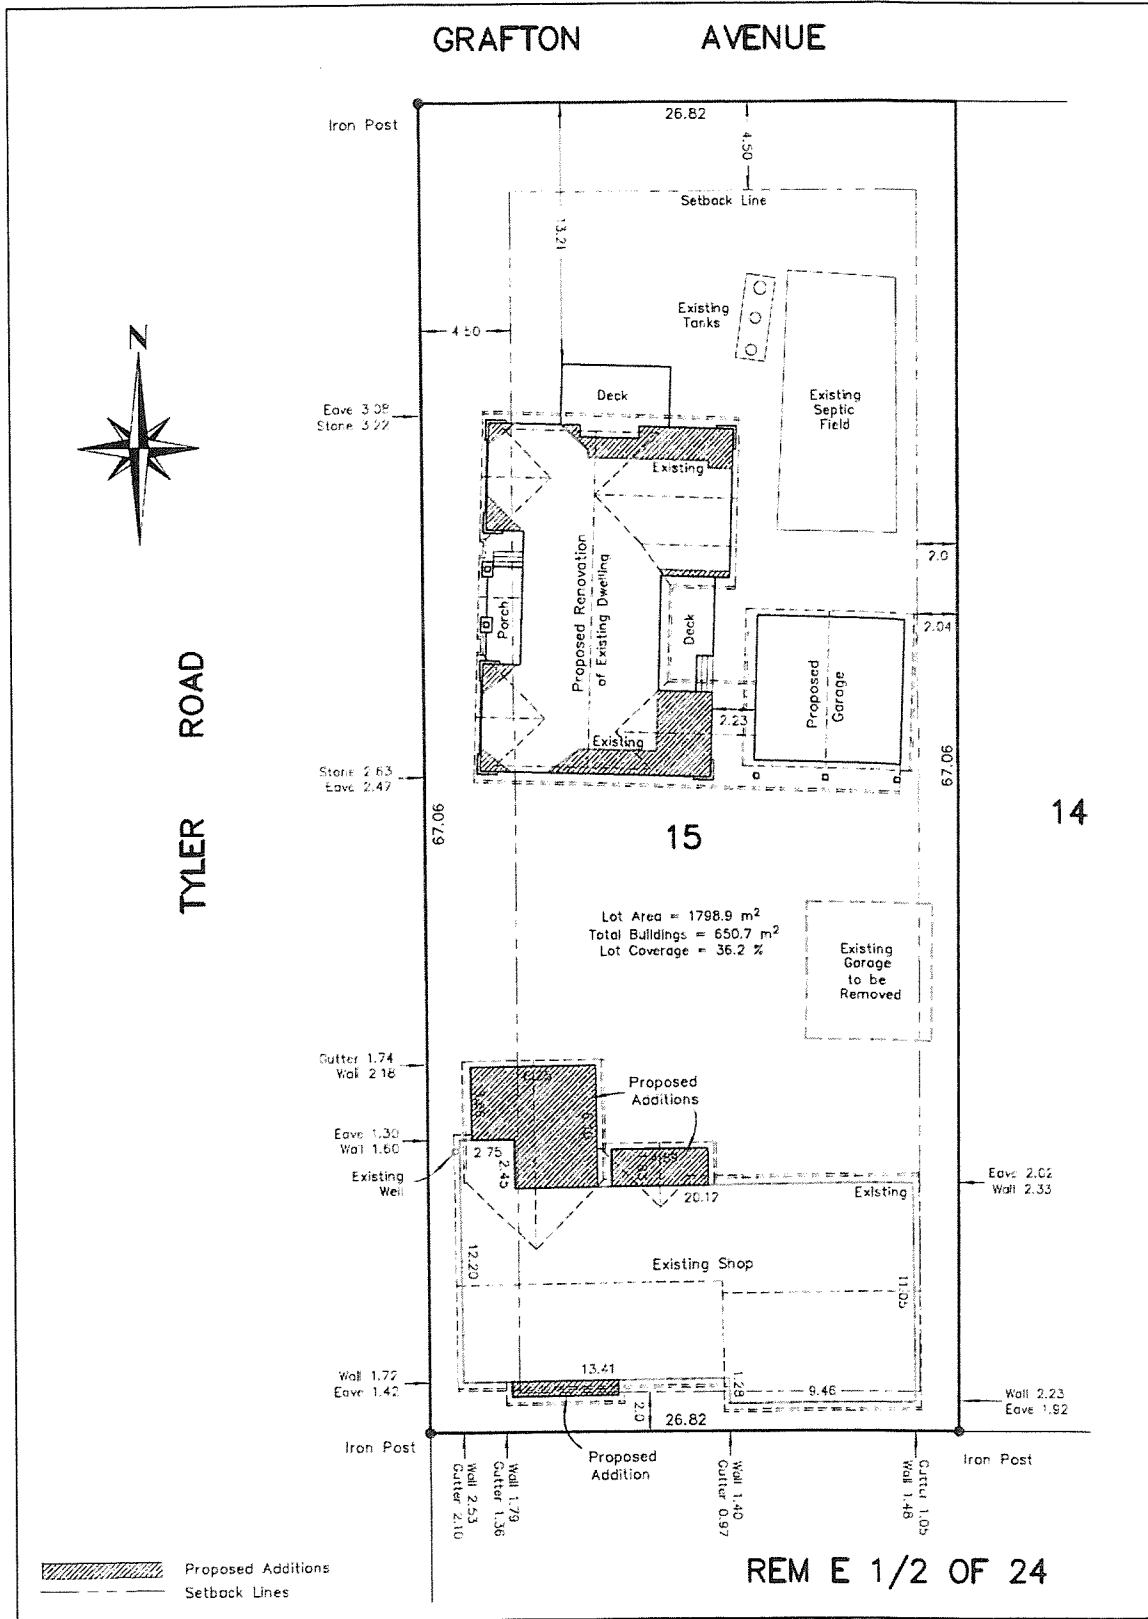 GRAFTON AVENUE
Iron Post
26.82
4.50
Setback Line
13.21
Existing
Tanks
4.50
N
Deck
Existing
Septic
Field
Eave 3.08
Stone 3.22
Existing
2.0
Proposed Renovation
of Existing Dwelling
Porch
Deck
2.04
Proposed
Garage
TYLER ROAD
2.23
Existing
Stone 2.63
Eave 2.47
67.06
67.06
15
14
Lot Area = 1798.9 m²
Total Buildings = 650.7 m²
Lot Coverage = 36.2 %
Existing
Garage
to be
Removed
Gutter 1.74
Wall 2.18
Proposed
Additions
Eave 1.30
Wall 1.60
2.75
2.45
Existing
Well
20.12
Existing
Eave 2.02
Wall 2.33
12.20
Existing Shop
11.05
Wall 1.72
Eave 1.42
13.41
1.28
9.46
Wall 2.23
Eave 1.92
2.0
26.82
Iron Post
Proposed
Addition
Iron Post
Wall 2.53
Gutter 2.10
Wall 1.79
Gutter 1.36
Wall 1.40
Gutter 0.97
Gutter 1.05
Wall 1.48
Proposed Additions
Setback Lines
REM E 1/2 OF 24